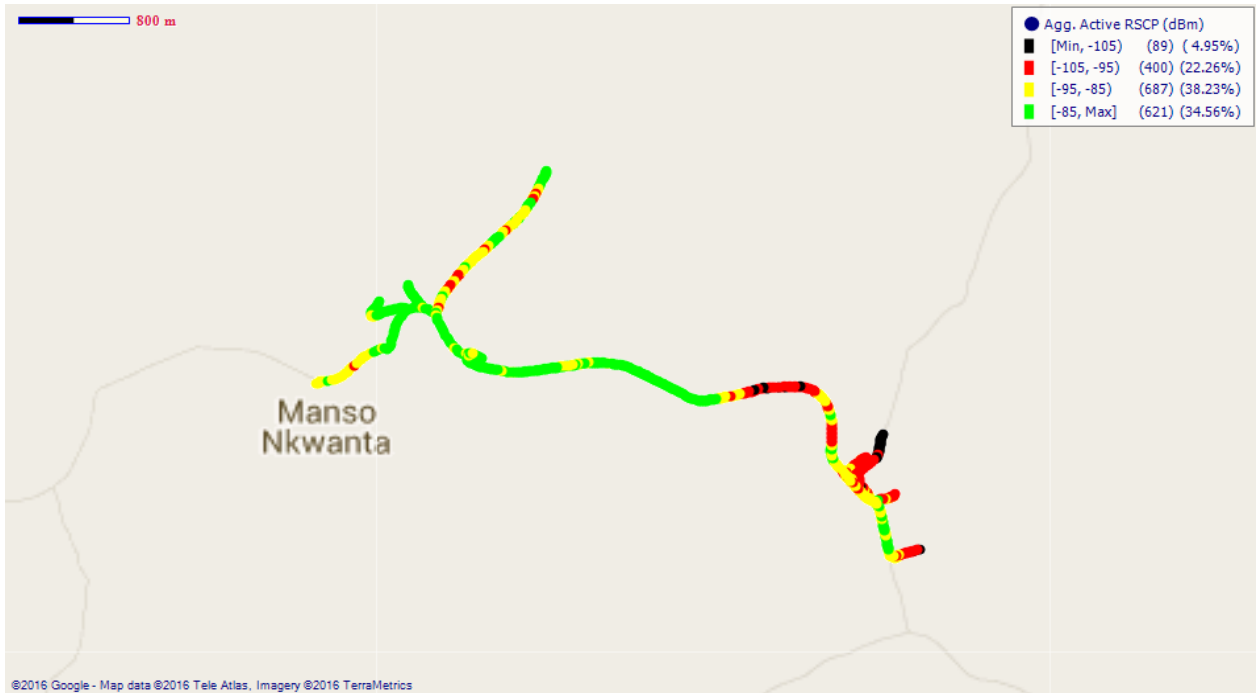 800 m
Agg. Active RSCP (dBm)
[Min, -105) (89) ( 4.95%)
[-105, -95) (400) (22.26%)
[-95, -85) (687) (38.23%)
[-85, Max] (621) (34.56%)
Manso
Nkwanta
©2016 Google - Map data ©2016 Tele Atlas, Imagery ©2016 TerraMetrics